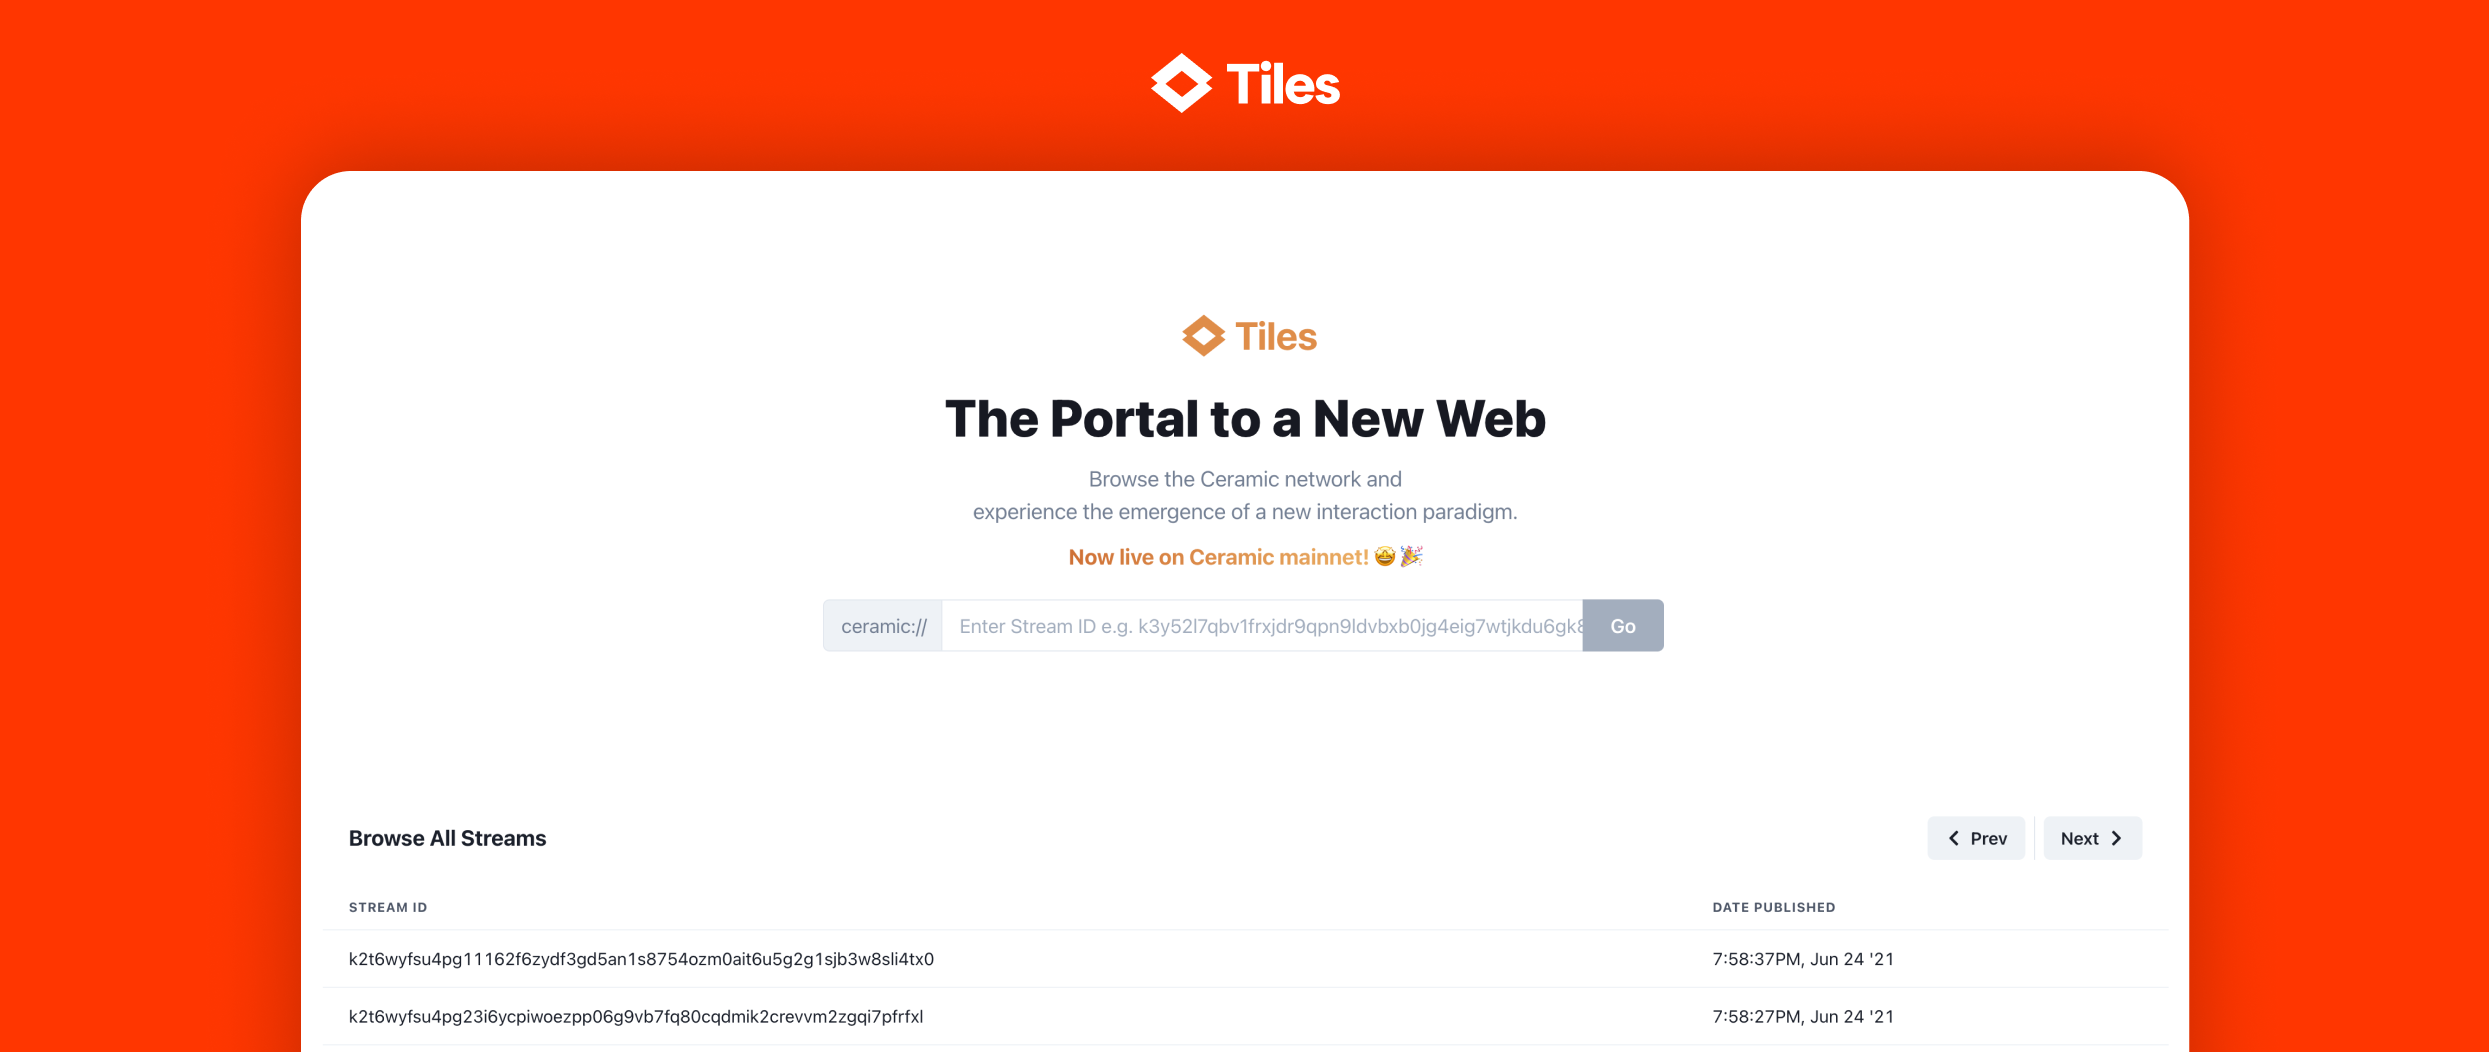 Tiles
Tiles
The Portal to a New Web
Browse the Ceramic network and
experience the emergence of a new interaction paradigm.
Now live on Ceramic mainnet! 🤩🎉
ceramic:// Enter Stream ID e.g. k3y52l7qbv1frxjdr9qpn9ldvbxb0jg4eig7wtjkdu6gk8 Go
Browse All Streams Prev Next
STREAM ID DATE PUBLISHED
k2t6wyfsu4pg11162f6zydf3gd5an1s8754ozm0ait6u5g2g1sjb3w8sli4tx0 7:58:37PM, Jun 24 '21
k2t6wyfsu4pg23i6ycpiwoezpp06g9vb7fq80cqdmik2crevvm2zgqi7pfrfxl 7:58:27PM, Jun 24 '21